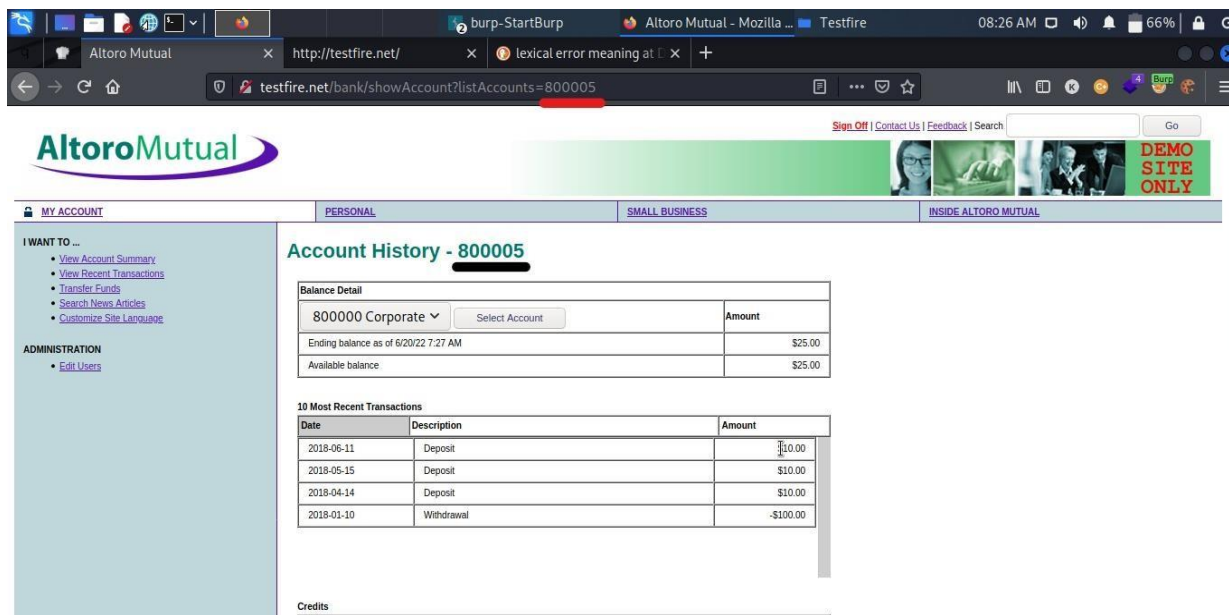 burp-StartBurp
Altoro Mutual - Mozilla ...
Testfire
08:26 AM
66%
Altoro Mutual
http://testfire.net/
lexical error meaning at
testfire.net/bank/showAccount?listAccounts=800005
4
Burp
Sign Off | Contact Us | Feedback | Search
Go
AltoroMutual
DEMO
SITE
ONLY
MY ACCOUNT
PERSONAL
SMALL BUSINESS
INSIDE ALTORO MUTUAL
I WANT TO ...
View Account Summary
View Recent Transactions
Transfer Funds
Search News Articles
Customize Site Language
ADMINISTRATION
Edit Users
Account History - 800005
Balance Detail
800000 Corporate Select Account Amount
Ending balance as of 6/20/22 7:27 AM $25.00
Available balance $25.00
10 Most Recent Transactions
Date Description Amount
2018-06-11 Deposit 10.00
2018-05-15 Deposit $10.00
2018-04-14 Deposit $10.00
2018-01-10 Withdrawal -$100.00
Credits